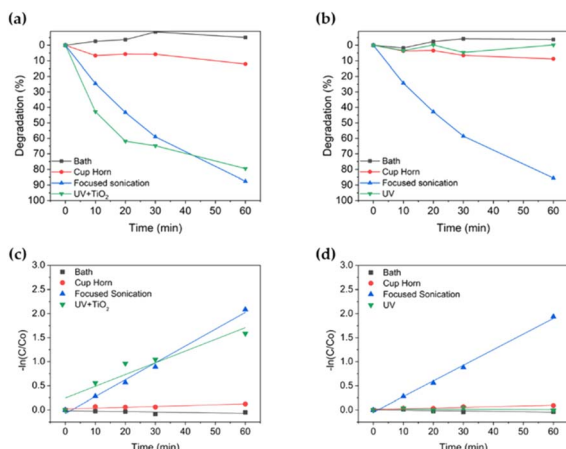 (a)
0
10
20
30
40
50
60
70
80
90
100
Degradation (%)
Bath
Cup Horn
Focused sonication
UV+TiO₂
0 10 20 30 40 50 60
Time (min)
(b)
0
10
20
30
40
50
60
70
80
90
100
Degradation (%)
Bath
Cup Horn
Focused sonication
UV
0 10 20 30 40 50 60
Time (min)
(c)
3.0
2.5
2.0
1.5
1.0
0.5
0.0
-ln(C/Co)
Bath
Cup Horn
Focused Sonication
UV+TiO₂
0 10 20 30 40 50 60
Time (min)
(d)
3.0
2.5
2.0
1.5
1.0
0.5
0.0
-ln(C/Co)
Bath
Cup Horn
Focused Sonication
UV
0 10 20 30 40 50 60
Time (min)